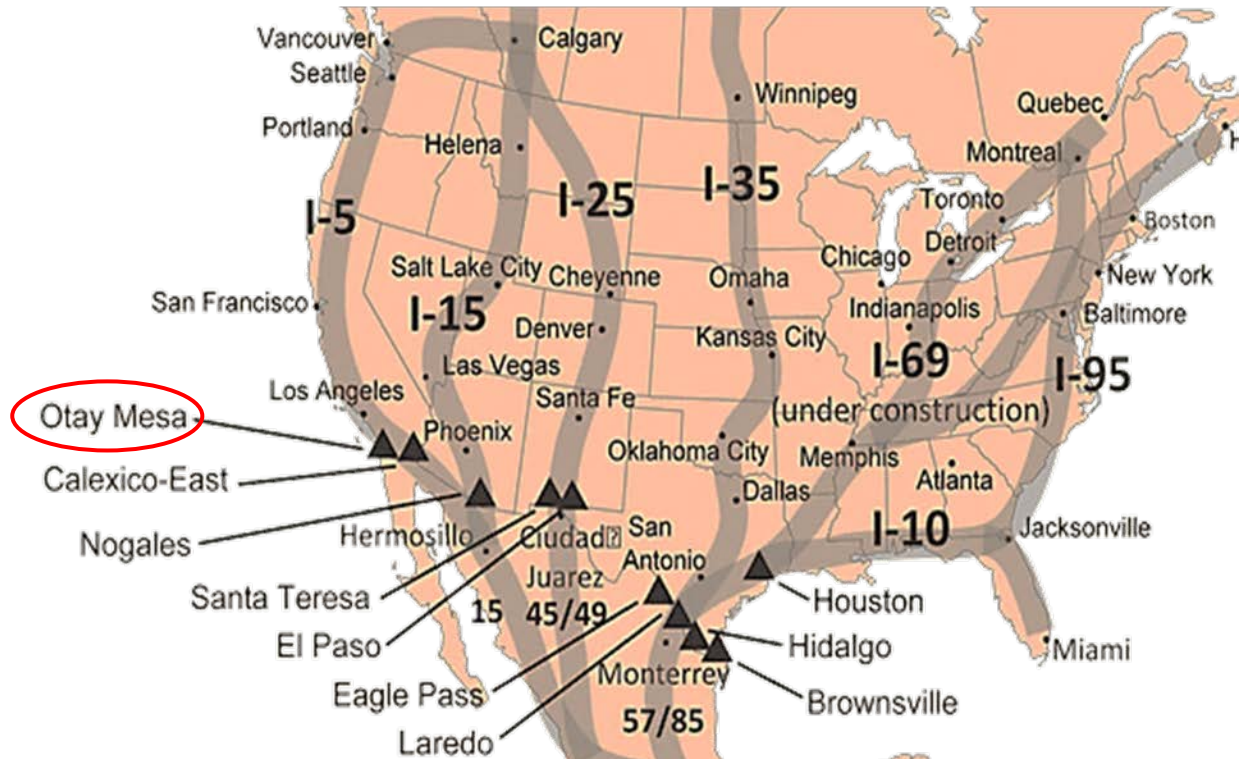 Vancouver
Calgary
Seattle
Winnipeg
Quebec
Portland
Helena
Montreal
H
I-25
I-35
Toronto
I-5
Boston
Detroit
Salt Lake City
Cheyenne
Omaha
Chicago
New York
San Francisco
I-15
Denver
Kansas City
Indianapolis
Baltimore
Las Vegas
I-69
I-95
Los Angeles
Santa Fe
(under construction)
Otay Mesa
Phoenix
Oklahoma City
Memphis
Atlanta
Calexico-East
Dallas
Nogales
Hermosillo
Ciudad
Juarez
San
Antonio
I-10
Jacksonville
Santa Teresa
15
45/49
Houston
El Paso
Hidalgo
Miami
Eagle Pass
Monterrey
Brownsville
Laredo
57/85